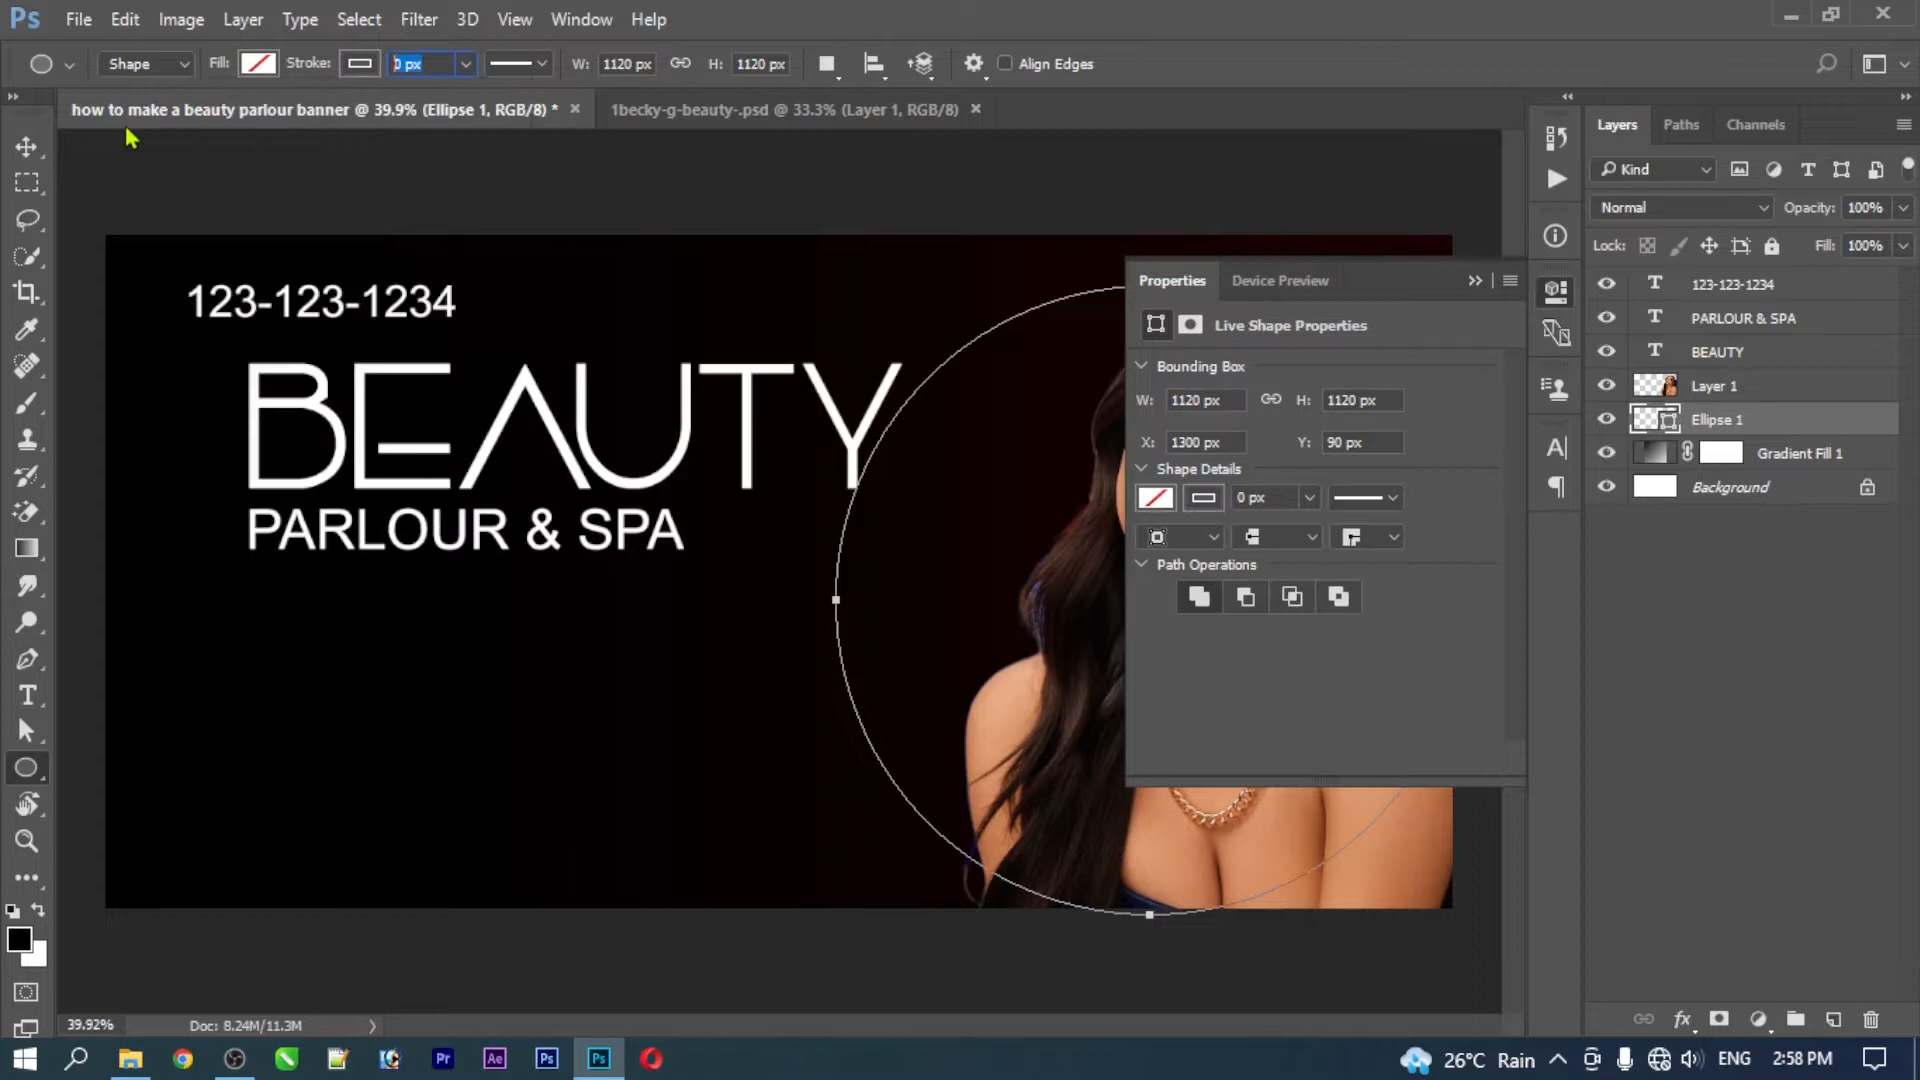 Ps File Edit Image Layer Type Select Filter 3D View Window Help
Shape Fill: Stroke: 0 px W: 1120 px H: 1120 px Align Edges
how to make a beauty parlour banner @ 39.9% (Ellipse 1, RGB/8) * 1becky-g-beauty-.psd @ 33.3% (Layer 1, RGB/8)
123-123-1234
BEAUTY
PARLOUR & SPA
Properties Device Preview
Live Shape Properties
Bounding Box
W: 1120 px H: 1120 px
X: 1300 px Y: 90 px
Shape Details
0 px
Path Operations
Layers Paths Channels
Kind
Normal Opacity: 100%
Lock: Fill: 100%
T 123-123-1234
T PARLOUR & SPA
T BEAUTY
Layer 1
Ellipse 1
Gradient Fill 1
Background
fx
39.92% Doc: 8.24M/11.3M
Pr Ae Ps Ps 26°C Rain ENG 2:58 PM